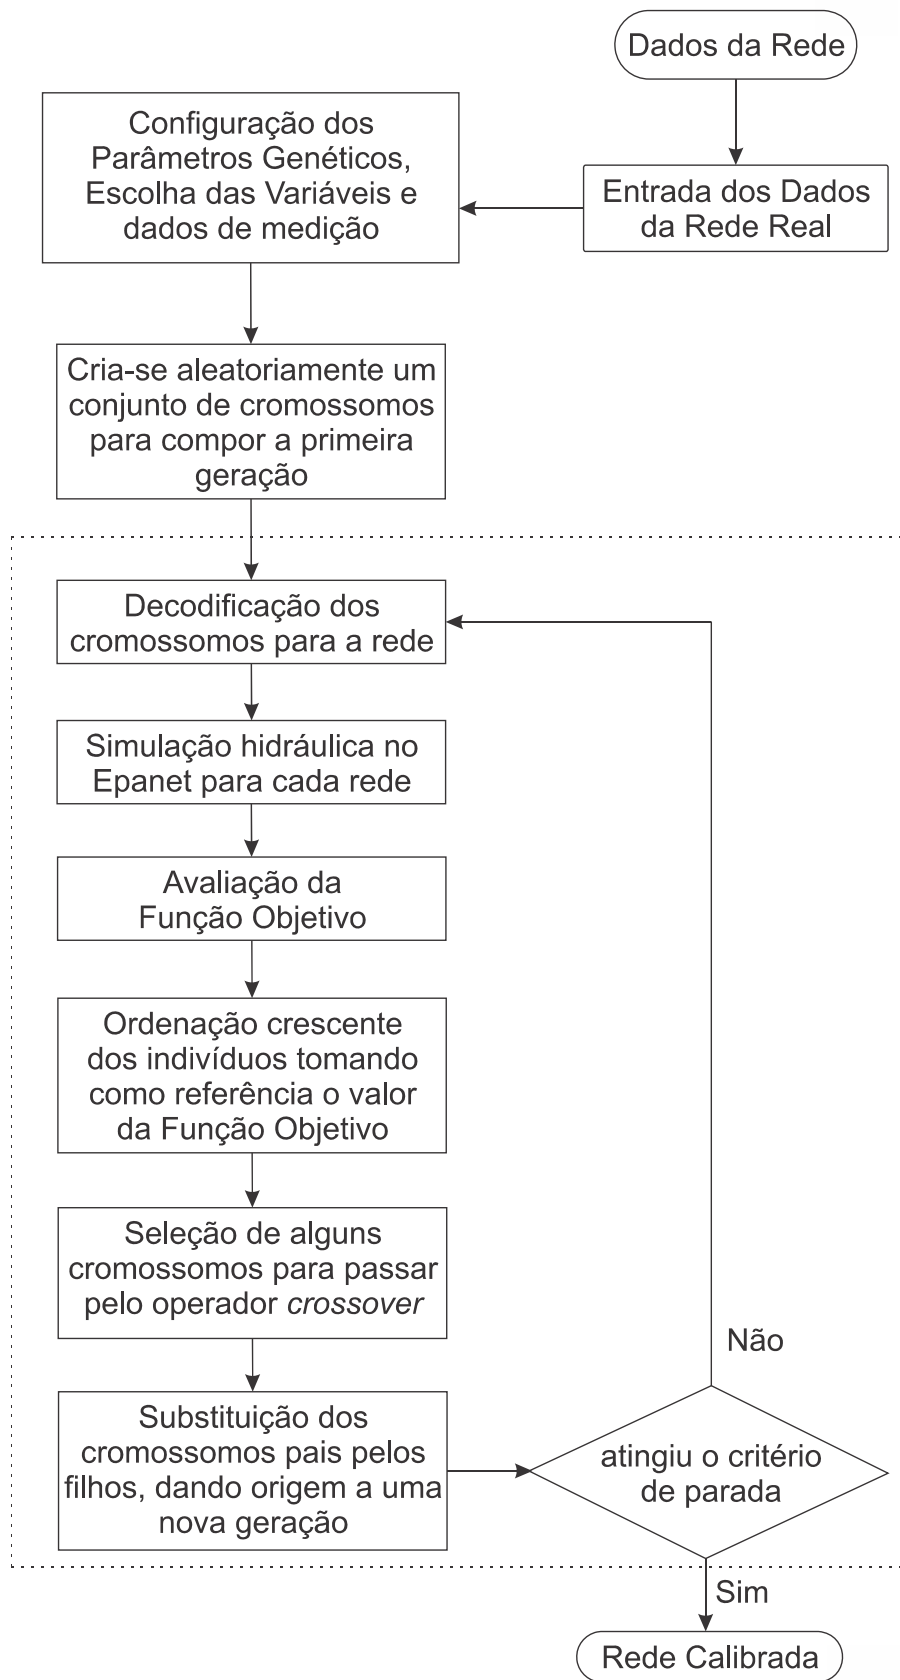 Dados da Rede
Entrada dos Dados
da Rede Real
Configuração dos
Parâmetros Genéticos,
Escolha das Variáveis e
dados de medição
Cria-se aleatoriamente um
conjunto de cromossomos
para compor a primeira
geração
Decodificação dos
cromossomos para a rede
Simulação hidráulica no
Epanet para cada rede
Avaliação da
Função Objetivo
Ordenação crescente
dos indivíduos tomando
como referência o valor
da Função Objetivo
Seleção de alguns
cromossomos para passar
pelo operador crossover
Substituição dos
cromossomos pais pelos
filhos, dando origem a uma
nova geração
atingiu o critério
de parada
Não
Sim
Rede Calibrada